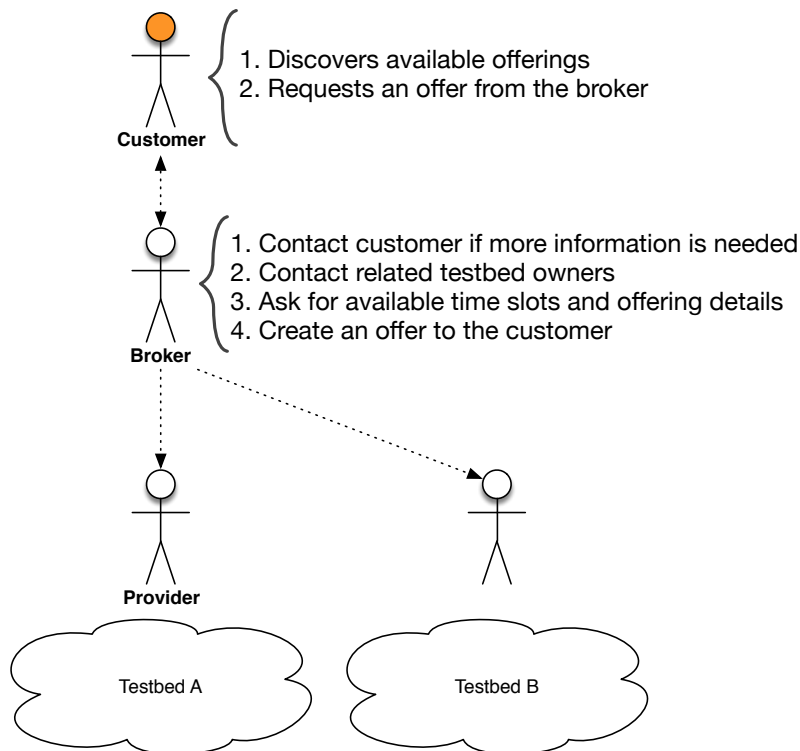 1. Discovers available offerings
2. Requests an offer from the broker
Customer
1. Contact customer if more information is needed
2. Contact related testbed owners
3. Ask for available time slots and offering details
4. Create an offer to the customer
Broker
Provider
Testbed A
Testbed B